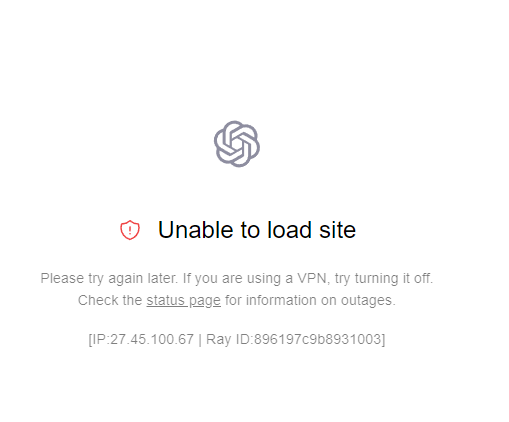 Unable to load site
Please try again later. If you are using a VPN, try turning it off.
Check the status page for information on outages.
[IP:27.45.100.67 | Ray ID:896197c9b8931003]